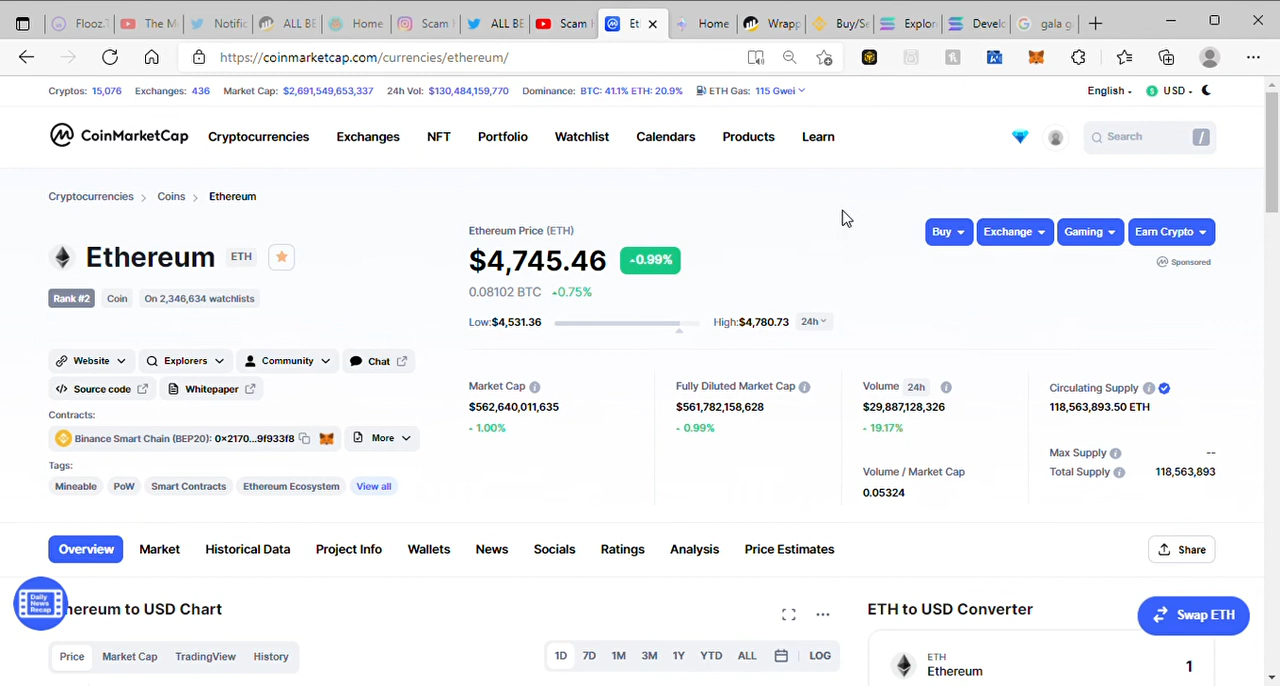 Flooz.T
The M
Notific
ALL BE
Home
Scam
ALL BE
Scam
Et
Home
Wrapp
Buy/Se
Explor
Develo
gala g
https://coinmarketcap.com/currencies/ethereum/
Cryptos: 15,076 Exchanges: 436 Market Cap: $2,691,549,653,337 24h Vol: $130,484,159,770 Dominance: BTC: 41.1% ETH: 20.9% ETH Gas: 115 Gwei English USD
CoinMarketCap Cryptocurrencies Exchanges NFT Portfolio Watchlist Calendars Products Learn Search /
Cryptocurrencies > Coins > Ethereum
Ethereum ETH
Rank #2 Coin On 2,346,634 watchlists
Website Explorers Community Chat
Source code Whitepaper
Contracts:
Binance Smart Chain (BEP20): 0x2170...9f933f8 More
Tags:
Mineable PoW Smart Contracts Ethereum Ecosystem View all
Ethereum Price (ETH)
$4,745.46 0.99%
0.08102 BTC 0.75%
Low:$4,531.36 High:$4,780.73 24h
Buy Exchange Gaming Earn Crypto
Sponsored
Market Cap
$562,640,011,635
1.00%
Fully Diluted Market Cap
$561,782,158,628
0.99%
Volume 24h
$29,887,128,326
19.17%
Volume / Market Cap
0.05324
Circulating Supply
118,563,893.50 ETH
Max Supply --
Total Supply 118,563,893
Overview Market Historical Data Project Info Wallets News Socials Ratings Analysis Price Estimates Share
Daily
News
Recap
hereum to USD Chart
Price Market Cap TradingView History 1D 7D 1M 3M 1Y YTD ALL LOG
ETH to USD Converter
Swap ETH
ETH
Ethereum 1